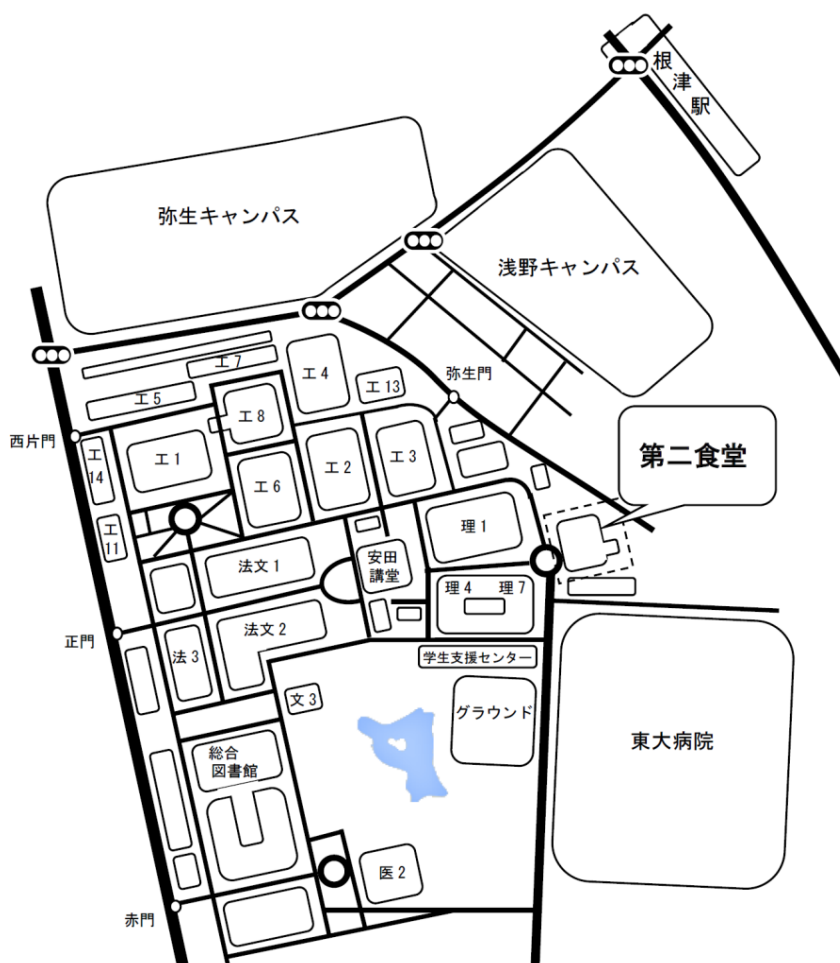 根
津
駅
弥生キャンパス
浅野キャンパス
工 7
工 4
工 13
弥生門
工 5
工 8
西片門
工
14
工 1
工 6
工 2
工 3
第二食堂
工
11
理 1
法文 1
安田
講堂
理 4
理 7
正門
法 3
法文 2
学生支援センター
文 3
グラウンド
総合
図書館
東大病院
医 2
赤門